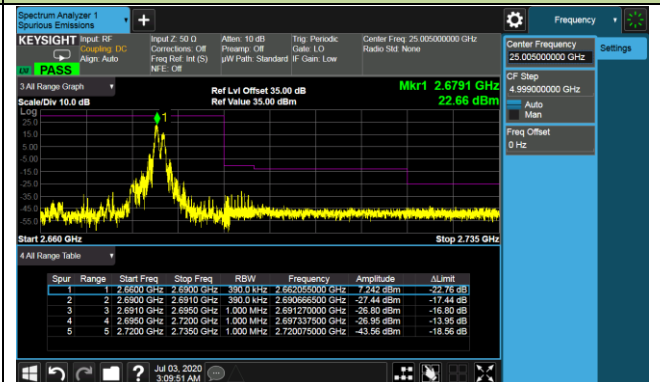 Spectrum Analyzer 1
Spurious Emissions
+
Frequency
KEYSIGHT
Input: RF
Coupling: DC
Align: Auto
Input Z: 50 Ω
Corrections: Off
Freq Ref: Int (S)
NFE: Off
Atten: 10 dB
Preamp: Off
µW Path: Standard
Trig: Periodic
Gate: LO
IF Gain: Low
Center Freq: 25.005000000 GHz
Radio Std: None
PASS
Center Frequency
25.005000000 GHz
Settings
CF Step
4.999000000 GHz
Auto
Man
Freq Offset
0 Hz
3 All Range Graph
Scale/Div 10.0 dB
Ref Lvl Offset 35.00 dB
Ref Value 35.00 dBm
Mkr1 2.6791 GHz
22.66 dBm
Log
25.0
15.0
5.00
-5.00
-15.0
-25.0
-35.0
-45.0
-55.0
1
Start 2.660 GHz
Stop 2.735 GHz
4 All Range Table
Spur Range Start Freq Stop Freq RBW Frequency Amplitude ΔLimit
1 1 2.6600 GHz 2.6900 GHz 390.0 kHz 2.662055000 GHz 7.242 dBm -22.76 dB
2 2 2.6900 GHz 2.6910 GHz 390.0 kHz 2.690666500 GHz -27.44 dBm -17.44 dB
3 3 2.6910 GHz 2.6950 GHz 1.000 MHz 2.691270000 GHz -26.80 dBm -16.80 dB
4 4 2.6950 GHz 2.7200 GHz 1.000 MHz 2.697337500 GHz -26.95 dBm -13.95 dB
5 5 2.7200 GHz 2.7350 GHz 1.000 MHz 2.720075000 GHz -43.56 dBm -18.56 dB
?
Jul 03, 2020
3:09:51 AM